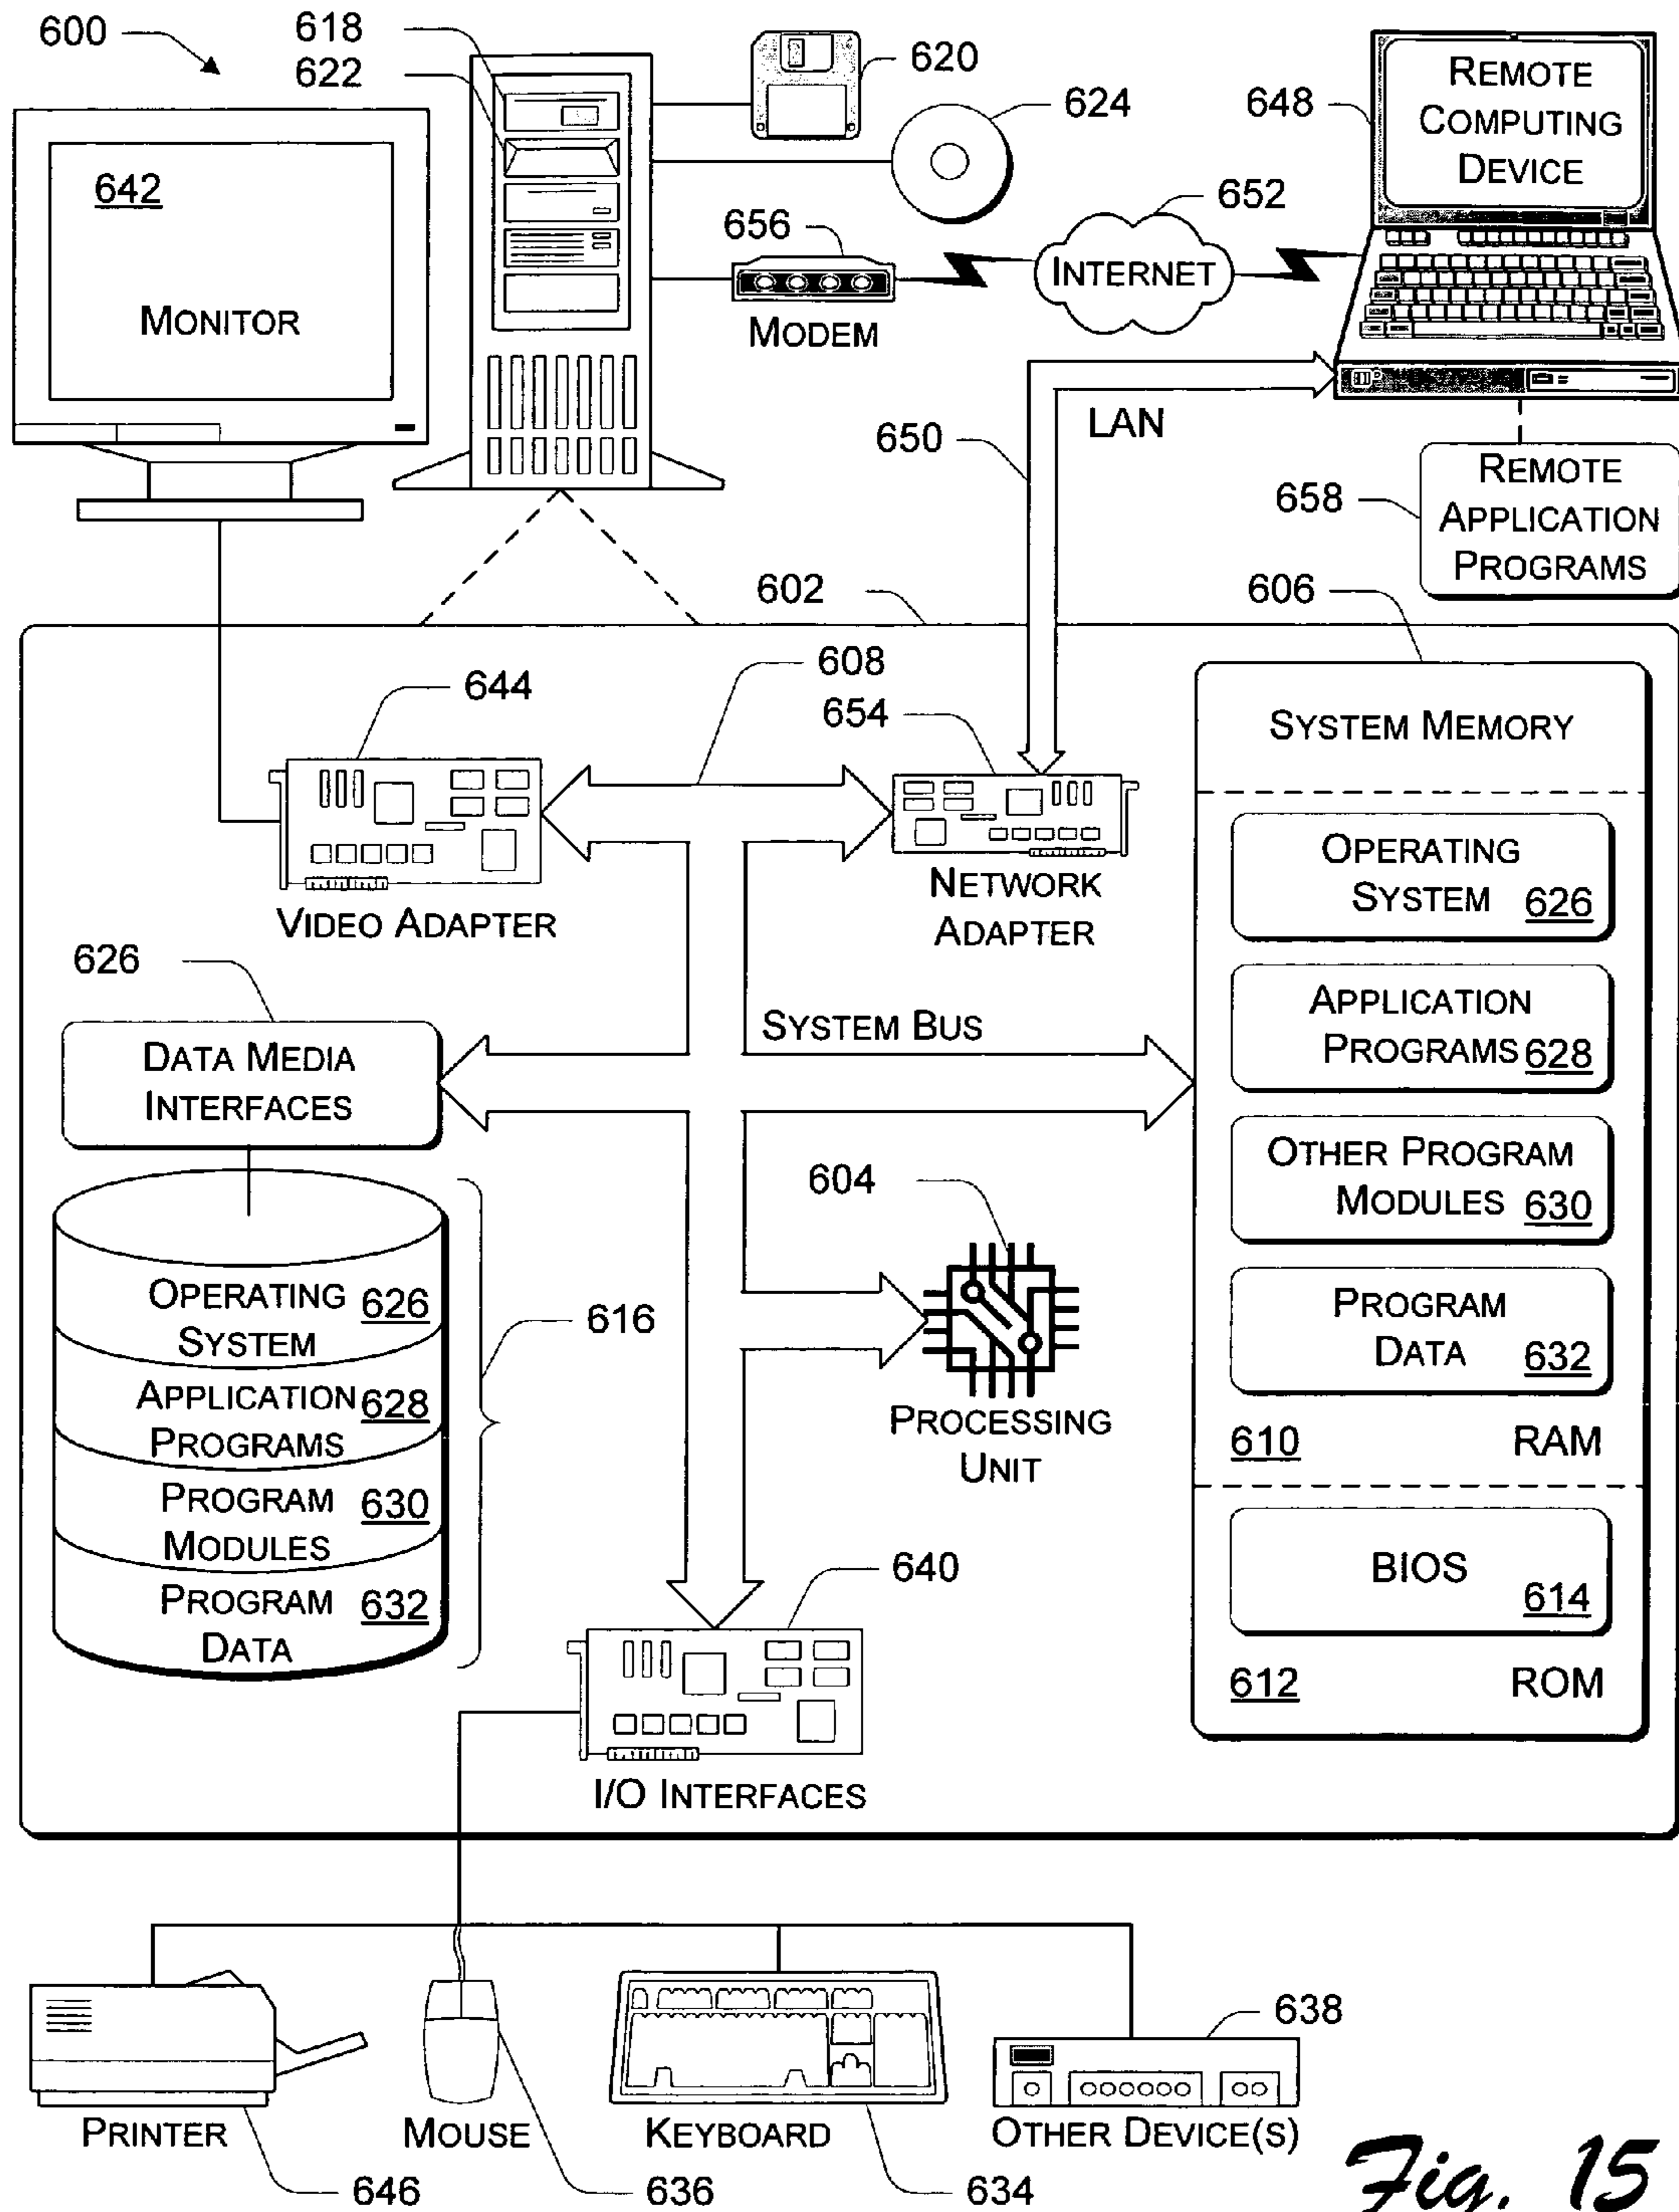 600
618
622
620
624
648
REMOTE
COMPUTING
DEVICE
642
MONITOR
656
MODEM
652
INTERNET
650
LAN
658
REMOTE
APPLICATION
PROGRAMS
602
606
608
644
654
VIDEO ADAPTER
NETWORK
ADAPTER
SYSTEM MEMORY
OPERATING
SYSTEM 626
APPLICATION
PROGRAMS 628
OTHER PROGRAM
MODULES 630
PROGRAM
DATA 632
610 RAM
BIOS
614
612 ROM
626
DATA MEDIA
INTERFACES
SYSTEM BUS
604
PROCESSING
UNIT
OPERATING 626
SYSTEM
APPLICATION 628
PROGRAMS
PROGRAM 630
MODULES
PROGRAM 632
DATA
616
640
I/O INTERFACES
638
PRINTER
MOUSE
KEYBOARD
OTHER DEVICE(S)
646
636
634
Fig. 15